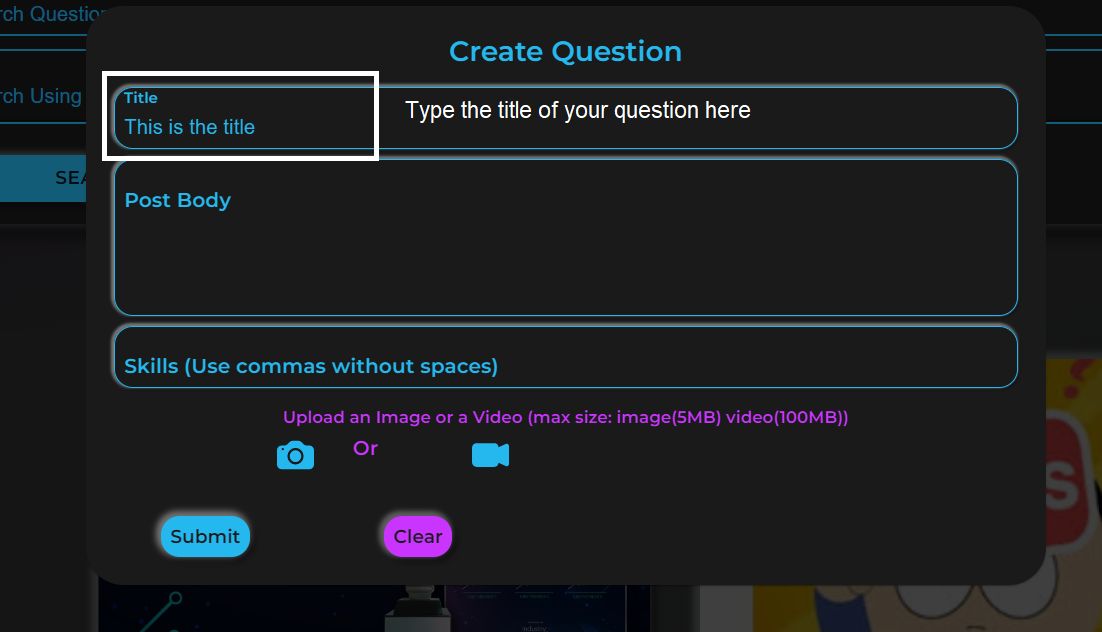 rch Question
Create Question
Title
This is the title
Type the title of your question here
rch Using
SEA
Post Body
Skills (Use commas without spaces)
Upload an Image or a Video (max size: image(5MB) video(100MB))
Or
Submit
Clear
industry